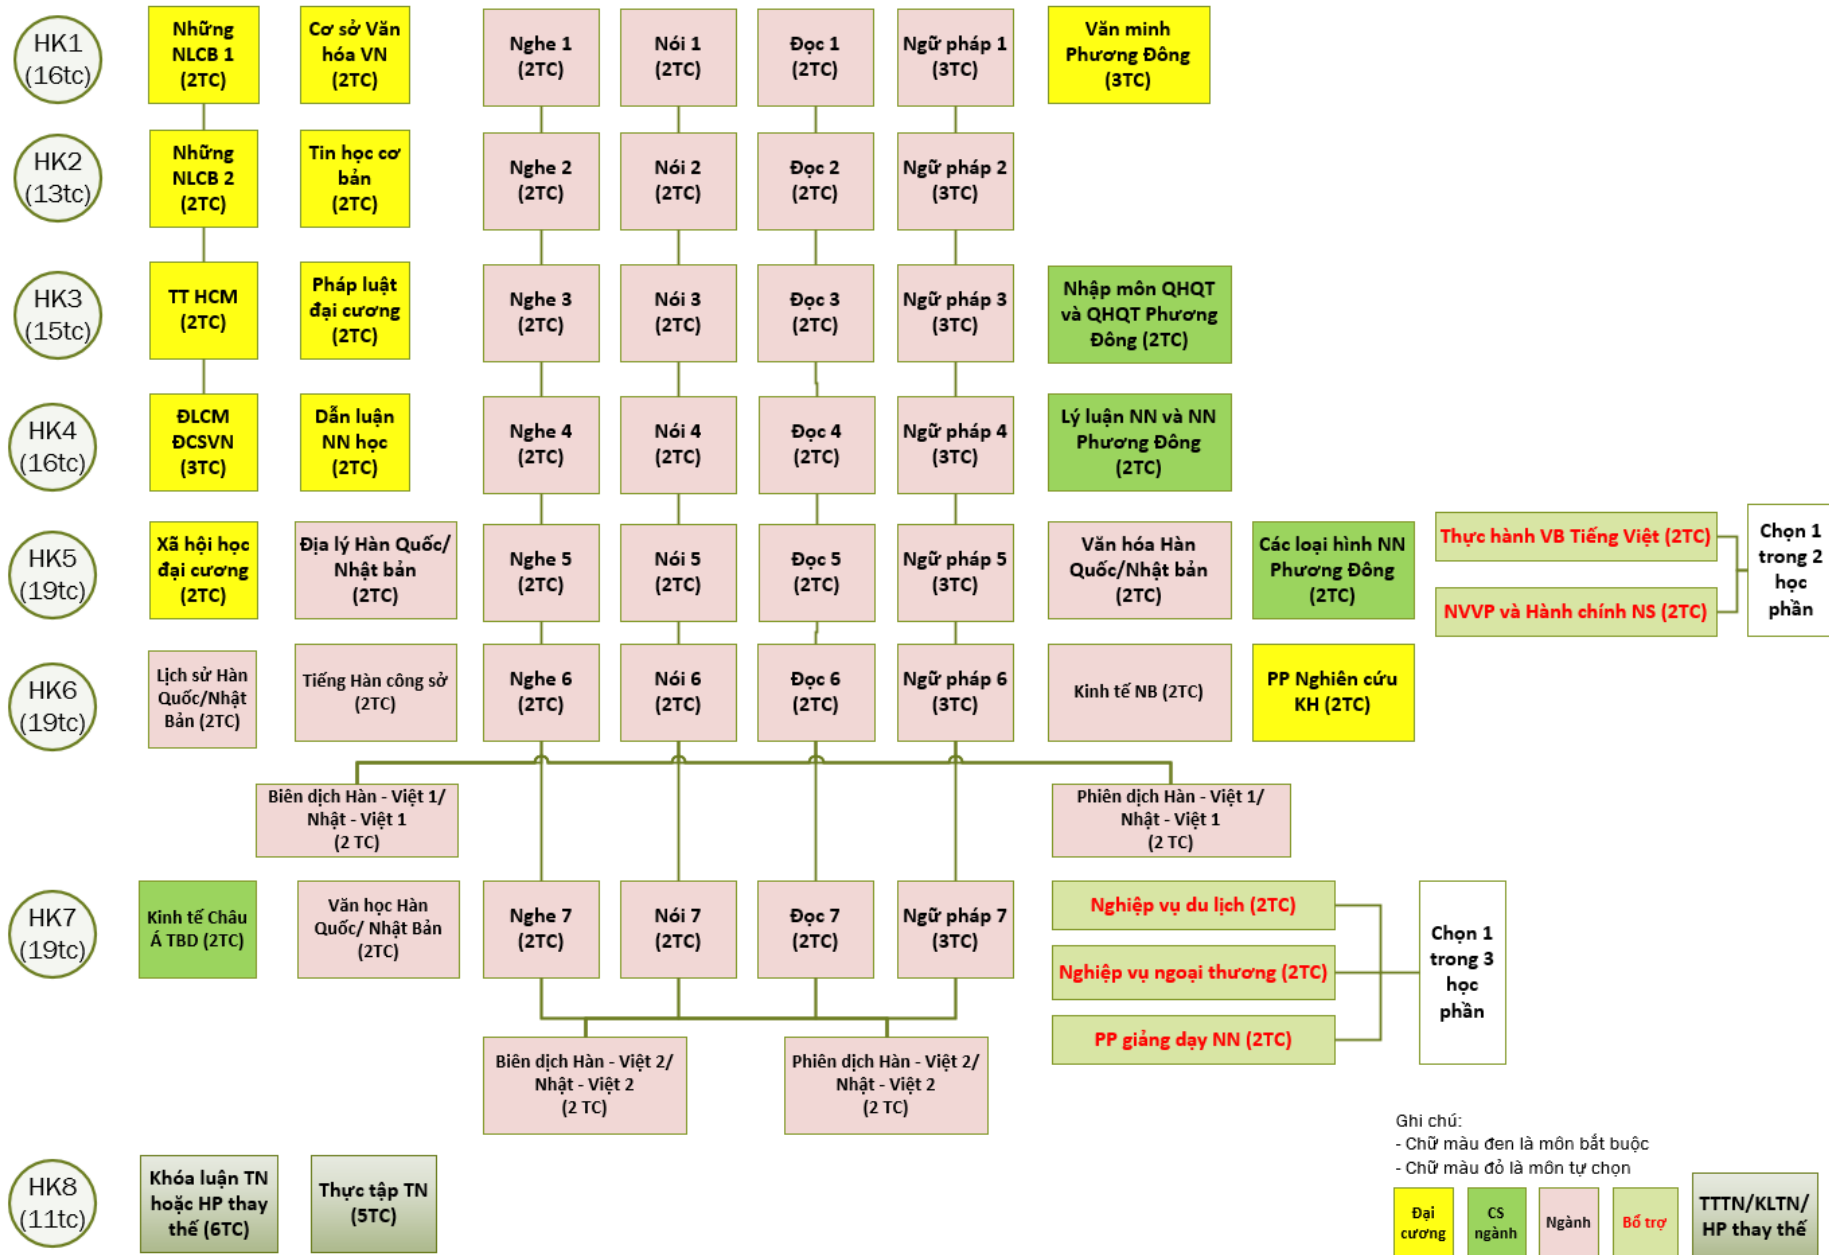 HK1
(16tc)
Những
NLCB 1
(2TC)
Cơ sở Văn
hóa VN
(2TC)
Nghe 1
(2TC)
Nói 1
(2TC)
Đọc 1
(2TC)
Ngữ pháp 1
(3TC)
Văn minh
Phương Đông
(3TC)
HK2
(13tc)
Những
NLCB 2
(2TC)
Tin học cơ
bản
(2TC)
Nghe 2
(2TC)
Nói 2
(2TC)
Đọc 2
(2TC)
Ngữ pháp 2
(3TC)
HK3
(15tc)
TT HCM
(2TC)
Pháp luật
đại cương
(2TC)
Nghe 3
(2TC)
Nói 3
(2TC)
Đọc 3
(2TC)
Ngữ pháp 3
(3TC)
Nhập môn QHQT
và QHQT Phương
Đông (2TC)
HK4
(16tc)
ĐLCM
ĐCSVN
(3TC)
Dẫn luận
NN học
(2TC)
Nghe 4
(2TC)
Nói 4
(2TC)
Đọc 4
(2TC)
Ngữ pháp 4
(3TC)
Lý luận NN và NN
Phương Đông
(2TC)
HK5
(19tc)
Xã hội học
đại cương
(2TC)
Địa lý Hàn Quốc/
Nhật bản
(2TC)
Nghe 5
(2TC)
Nói 5
(2TC)
Đọc 5
(2TC)
Ngữ pháp 5
(3TC)
Văn hóa Hàn
Quốc/Nhật bản
(2TC)
Các loại hình NN
Phương Đông
(2TC)
Thực hành VB Tiếng Việt (2TC)
NVVP và Hành chính NS (2TC)
Chọn 1
trong 2
học
phần
HK6
(19tc)
Lịch sử Hàn
Quốc/Nhật
Bản (2TC)
Tiếng Hàn công sở
(2TC)
Nghe 6
(2TC)
Nói 6
(2TC)
Đọc 6
(2TC)
Ngữ pháp 6
(3TC)
Kinh tế NB (2TC)
PP Nghiên cứu
KH (2TC)
Biên dịch Hàn - Việt 1/
Nhật - Việt 1
(2 TC)
Phiên dịch Hàn - Việt 1/
Nhật - Việt 1
(2 TC)
HK7
(19tc)
Kinh tế Châu
Á TBD (2TC)
Văn học Hàn
Quốc/ Nhật Bản
(2TC)
Nghe 7
(2TC)
Nói 7
(2TC)
Đọc 7
(2TC)
Ngữ pháp 7
(3TC)
Nghiệp vụ du lịch (2TC)
Nghiệp vụ ngoại thương (2TC)
PP giảng dạy NN (2TC)
Chọn 1
trong 3
học
phần
Biên dịch Hàn - Việt 2/
Nhật - Việt 2
(2 TC)
Phiên dịch Hàn - Việt 2/
Nhật - Việt 2
(2 TC)
HK8
(11tc)
Khóa luận TN
hoặc HP thay
thế (6TC)
Thực tập TN
(5TC)
Ghi chú:
- Chữ màu đen là môn bắt buộc
- Chữ màu đỏ là môn tự chọn
Đại
cương
CS
ngành
Ngành
Bổ trợ
TTTN/KLTN/
HP thay thế